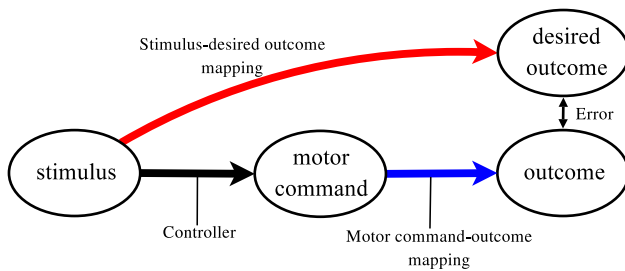 Stimulus-desired outcome
mapping
desired
outcome
Error
stimulus
motor
command
outcome
Controller
Motor command-outcome
mapping